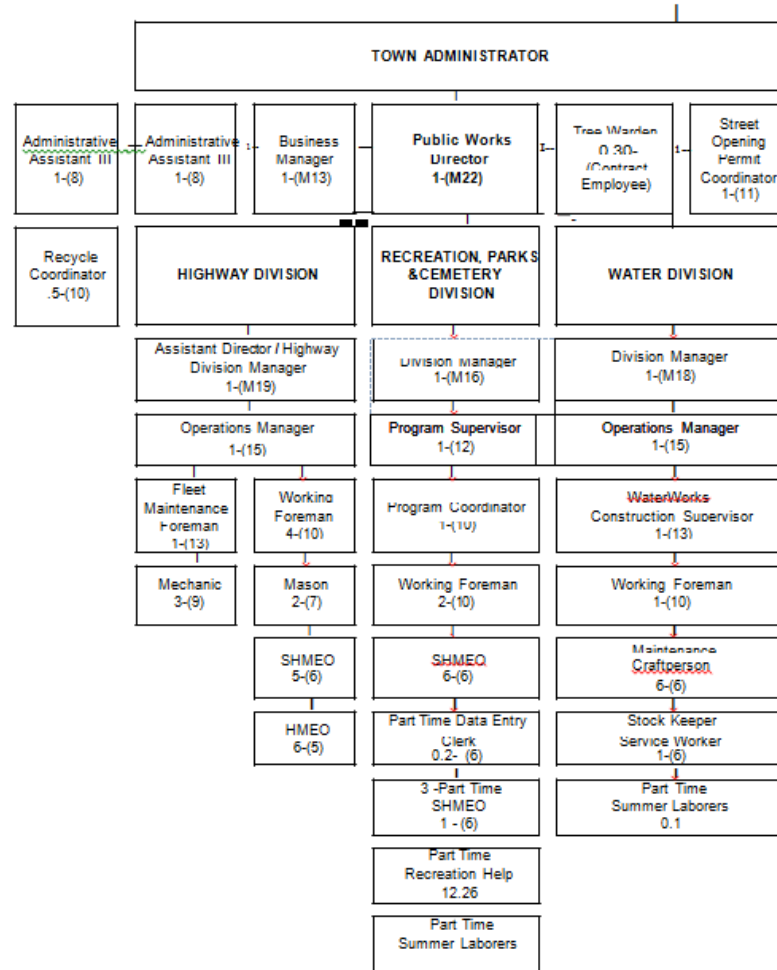 TOWN ADMINISTRATOR
Administrative
Assistant III
1-(8)
Administrative
Assistant III
1-(8)
Business
Manager
1-(M13)
Public Works
Director
1-(M22)
Tree Warden
0.30-
(Contract
Employee)
Street
Opening
Permit
Coordinator
1-(11)
Recycle
Coordinator
.5-(10)
HIGHWAY DIVISION
RECREATION, PARKS
&CEMETERY
DIVISION
WATER DIVISION
Assistant Director / Highway
Division Manager
1-(M19)
Division Manager
1-(M16)
Division Manager
1-(M18)
Operations Manager
1-(15)
Program Supervisor
1-(12)
Operations Manager
1-(15)
Fleet
Maintenance
Foreman
1-(13)
Working
Foreman
4-(10)
Program Coordinator
1-(10)
WaterWorks
Construction Supervisor
1-(13)
Mechanic
3-(9)
Mason
2-(7)
Working Foreman
2-(10)
Working Foreman
1-(10)
SHMEO
5-(6)
SHMEO
6-(6)
Maintenance
Craftperson
6-(6)
HMEO
6-(5)
Part Time Data Entry
Clerk
0.2- (6)
Stock Keeper
Service Worker
1-(6)
3 -Part Time
SHMEO
1 - (6)
Part Time
Summer Laborers
0.1
Part Time
Recreation Help
12.26
Part Time
Summer Laborers